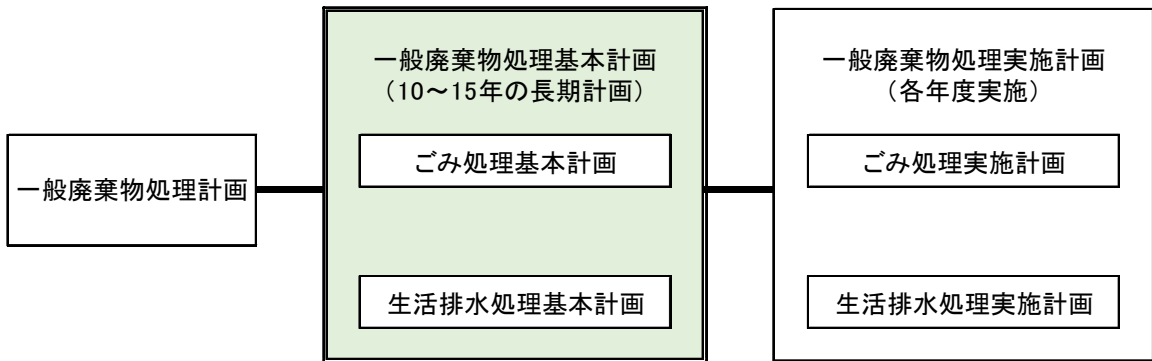 一般廃棄物処理計画
一般廃棄物処理基本計画
（10～15年の長期計画）
ごみ処理基本計画
生活排水処理基本計画
一般廃棄物処理実施計画
（各年度実施）
ごみ処理実施計画
生活排水処理実施計画